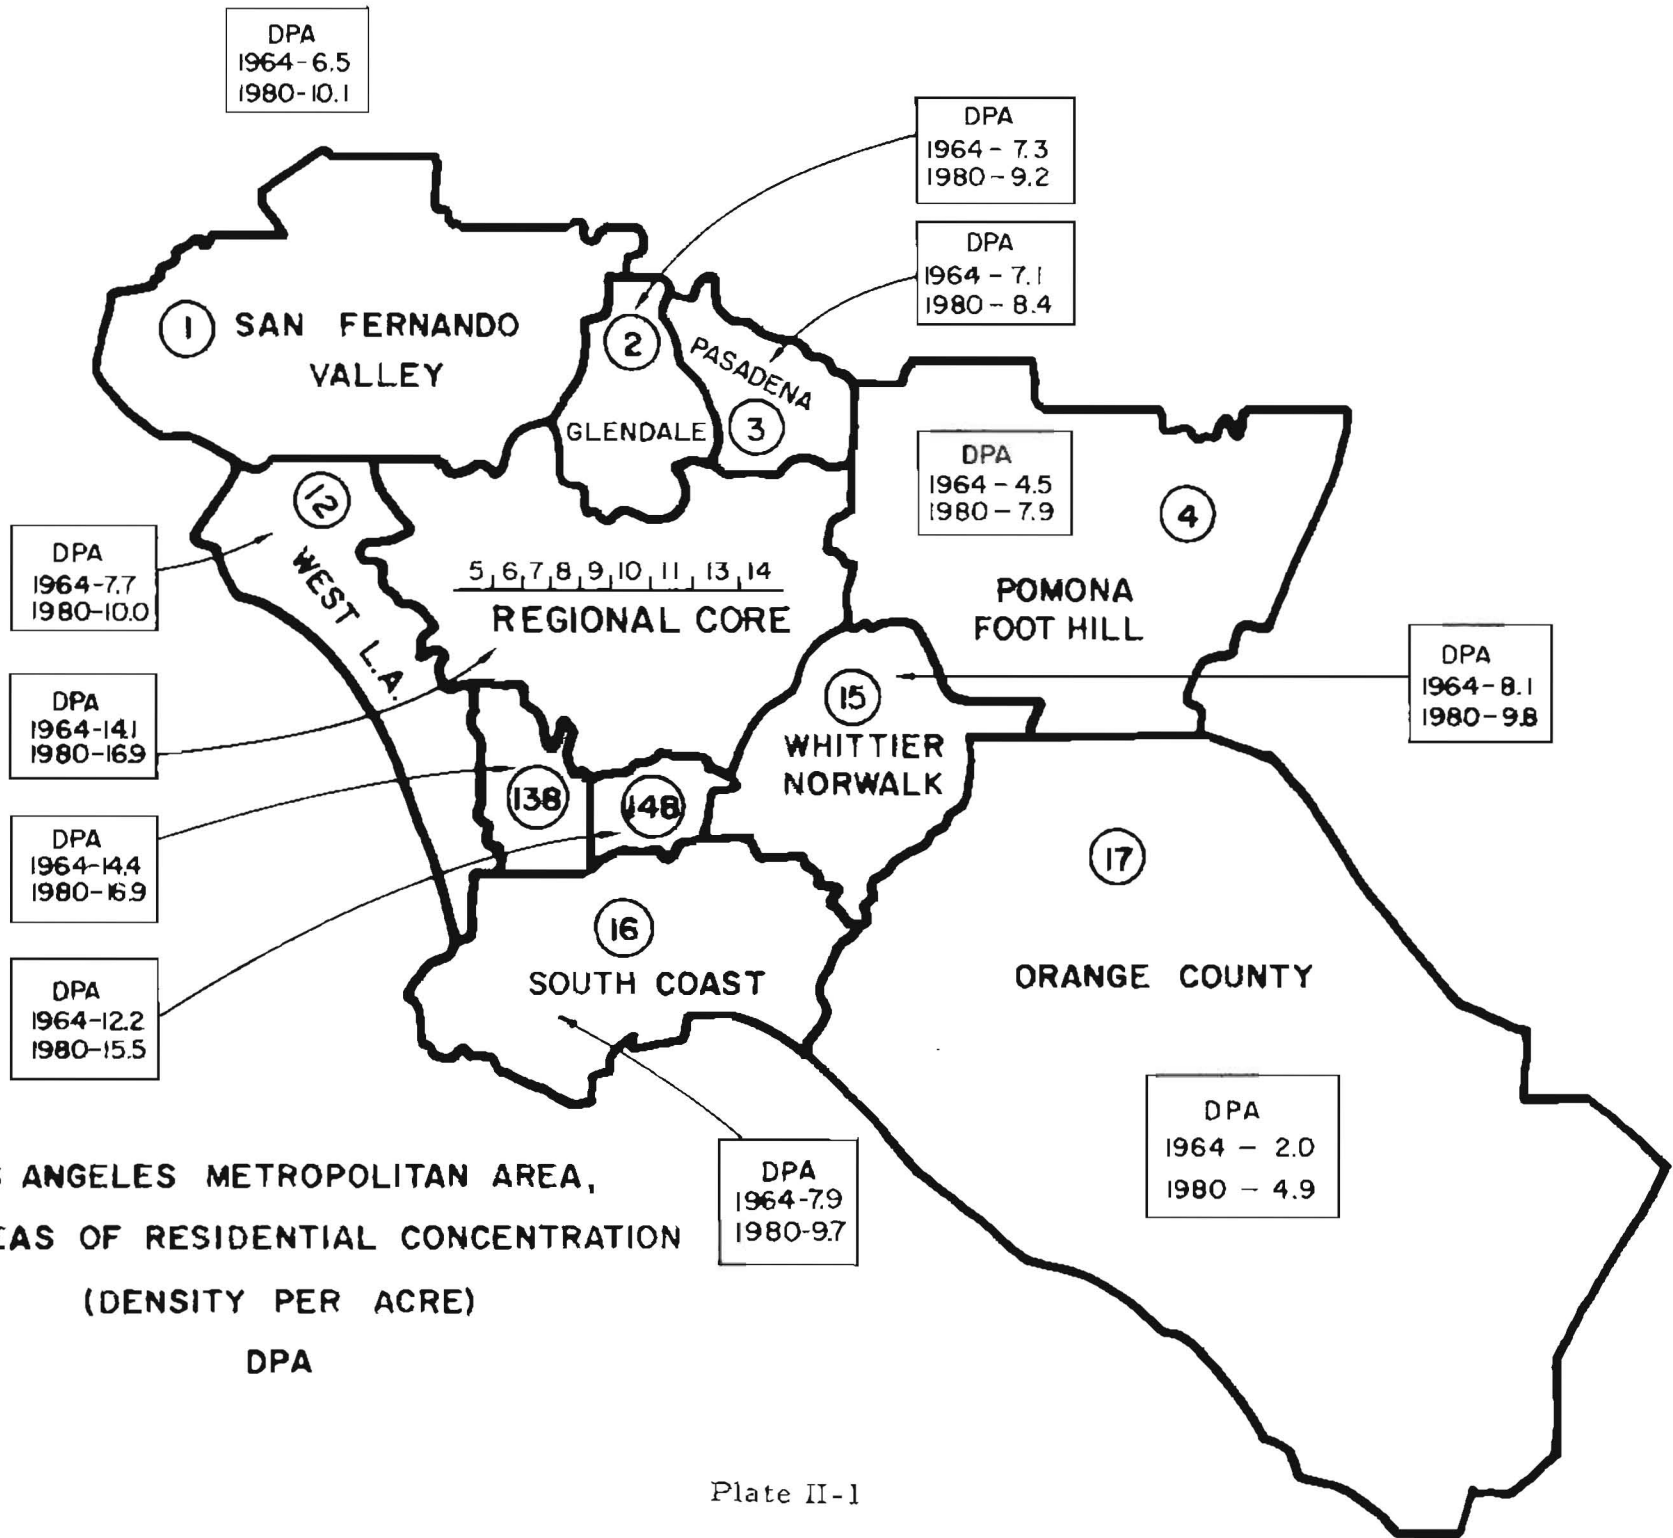 DPA
1964-6.5
1980-10.1
DPA
1964 - 7.3
1980 - 9.2
DPA
1964 - 7.1
1980 - 8.4
1 SAN FERNANDO
VALLEY
2
GLENDALE
PASADENA
3
DPA
1964 - 4.5
1980 - 7.9
4
POMONA
FOOT HILL
12
WEST L.A.
DPA
1964-7.7
1980-10.0
5 6 7 8 9 10 11 13 14
REGIONAL CORE
DPA
1964-14.1
1980-16.9
15
WHITTIER
NORWALK
DPA
1964-8.1
1980-9.8
138
148
DPA
1964-14.4
1980-16.9
17
ORANGE COUNTY
16
SOUTH COAST
DPA
1964-12.2
1980-15.5
DPA
1964-7.9
1980-9.7
DPA
1964 - 2.0
1980 - 4.9
ANGELES METROPOLITAN AREA,
EAS OF RESIDENTIAL CONCENTRATION
(DENSITY PER ACRE)
DPA
Plate II-1